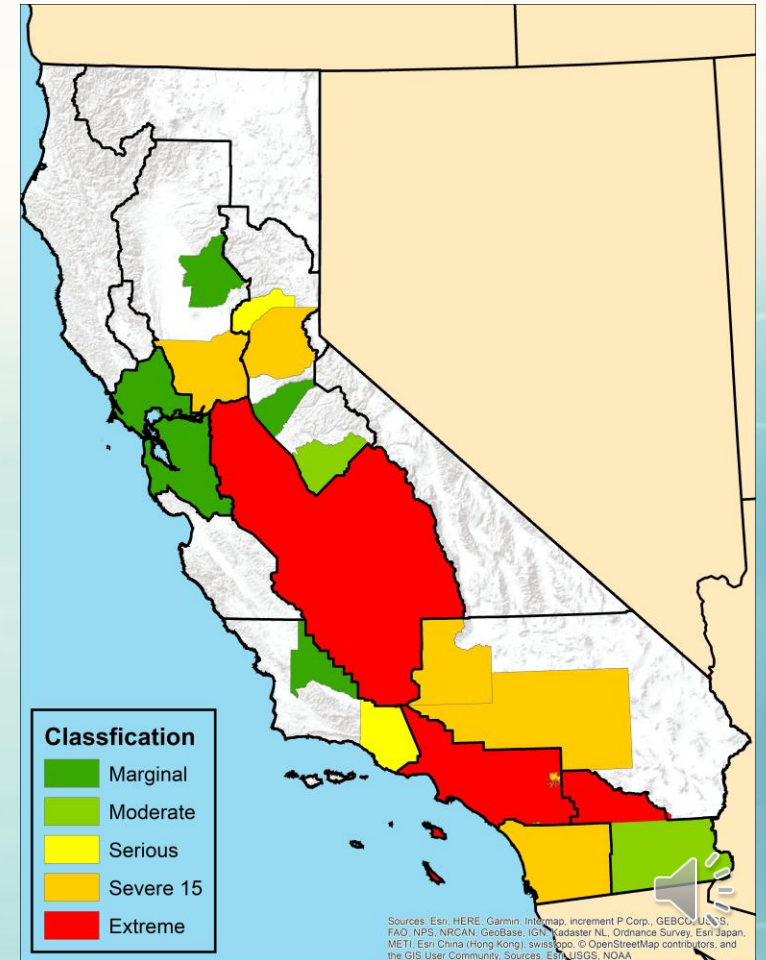 Classfication
Marginal
Moderate
Serious
Severe 15
Extreme
Sources: Esri, HERE, Garmin, Intermap, increment P Corp., GEBCO, USGS,
FAO, NPS, NRCAN, GeoBase, IGN, Kadaster NL, Ordnance Survey, Esri Japan,
METI, Esri China (Hong Kong), swisstopo, © OpenStreetMap contributors, and
the GIS User Community, Sources: Esri, USGS, NOAA